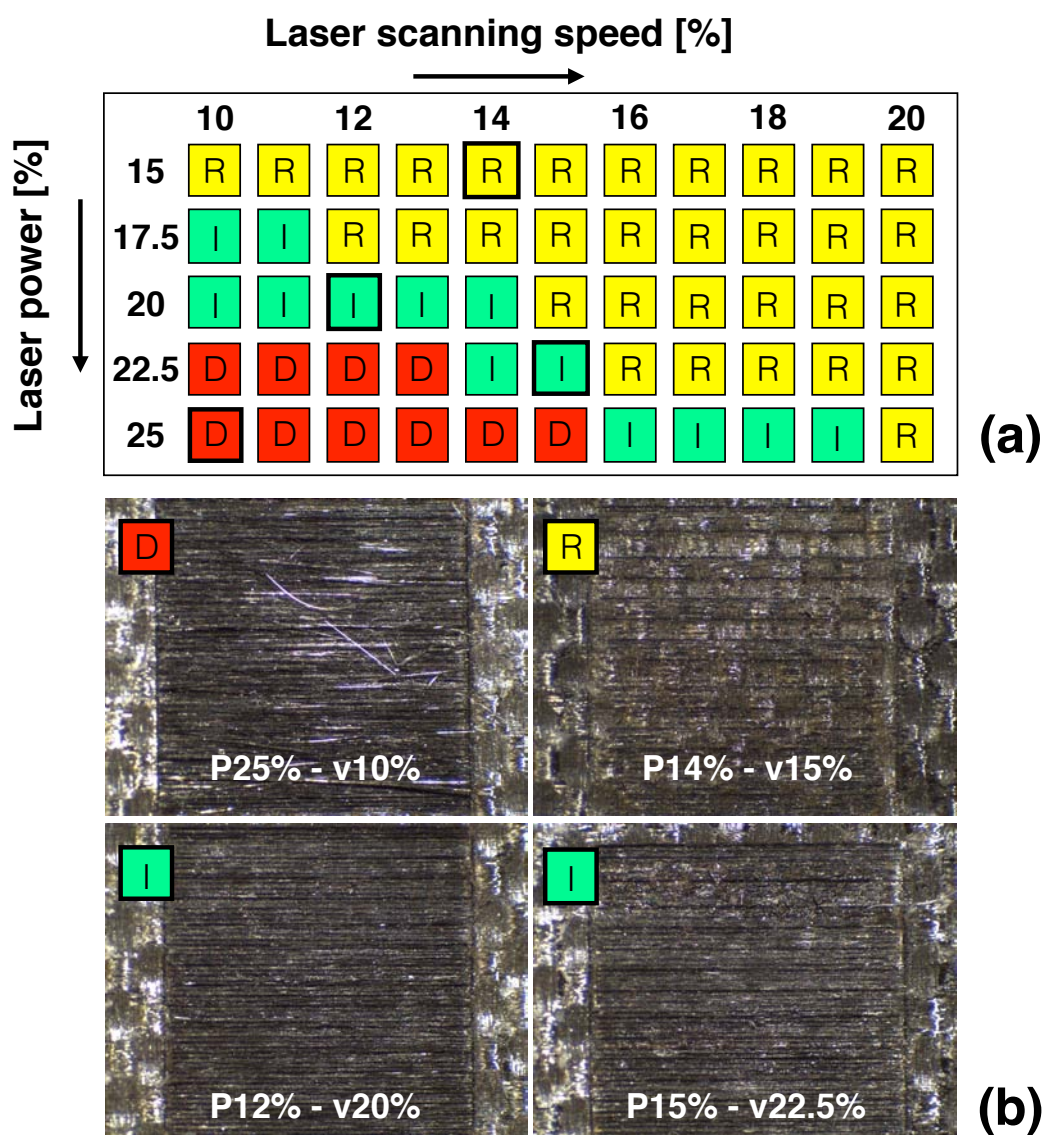 Laser scanning speed [%]
Laser power [%]
10 12 14 16 18 20
15 R R R R R R R R R R R
17.5 I I R R R R R R R R R
20 I I I I I R R R R R R
22.5 D D D D I I R R R R R
25 D D D D D D I I I I R
(a)
D
P25% - v10%
R
P14% - v15%
I
P12% - v20%
I
P15% - v22.5%
(b)